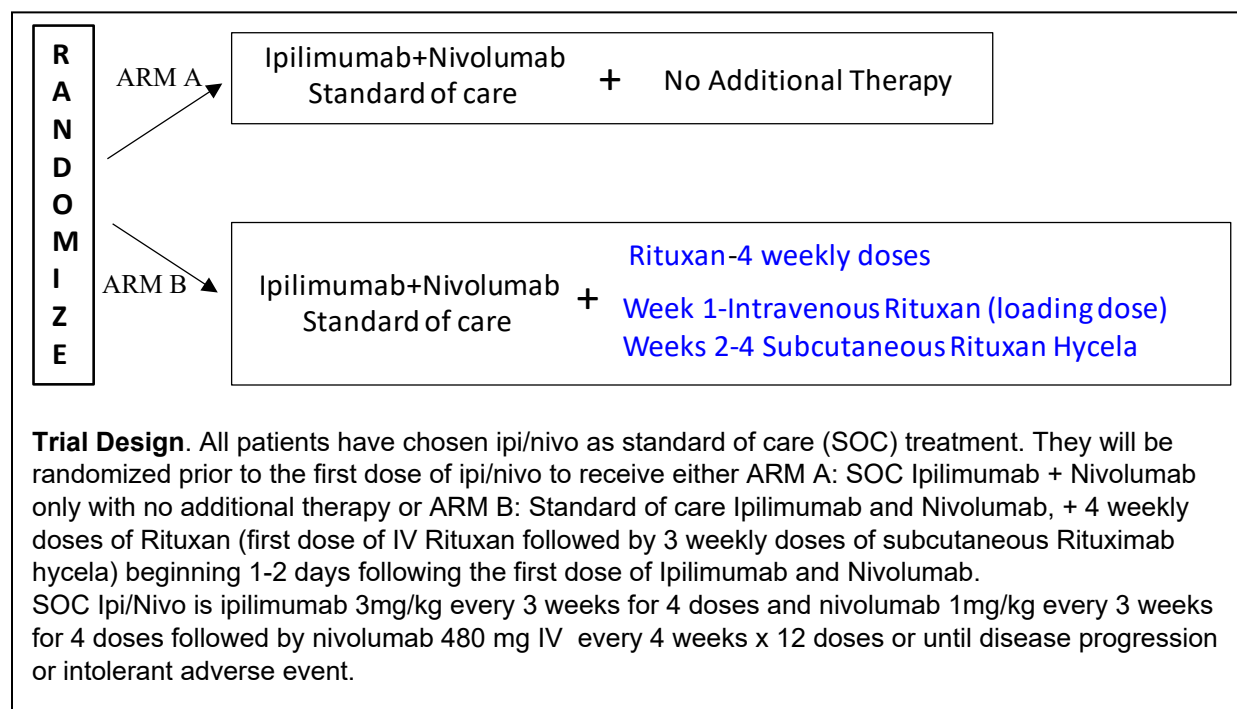 RANDOMIZE
ARM A
Ipilimumab+Nivolumab
Standard of care
+
No Additional Therapy
ARM B
Ipilimumab+Nivolumab
Standard of care
+
Rituxan-4 weekly doses
Week 1-Intravenous Rituxan (loading dose)
Weeks 2-4 Subcutaneous Rituxan Hycela
Trial Design. All patients have chosen ipi/nivo as standard of care (SOC) treatment. They will be
randomized prior to the first dose of ipi/nivo to receive either ARM A: SOC Ipilimumab + Nivolumab
only with no additional therapy or ARM B: Standard of care Ipilimumab and Nivolumab, + 4 weekly
doses of Rituxan (first dose of IV Rituxan followed by 3 weekly doses of subcutaneous Rituximab
hycela) beginning 1-2 days following the first dose of Ipilimumab and Nivolumab.
SOC Ipi/Nivo is ipilimumab 3mg/kg every 3 weeks for 4 doses and nivolumab 1mg/kg every 3 weeks
for 4 doses followed by nivolumab 480 mg IV every 4 weeks x 12 doses or until disease progression
or intolerant adverse event.